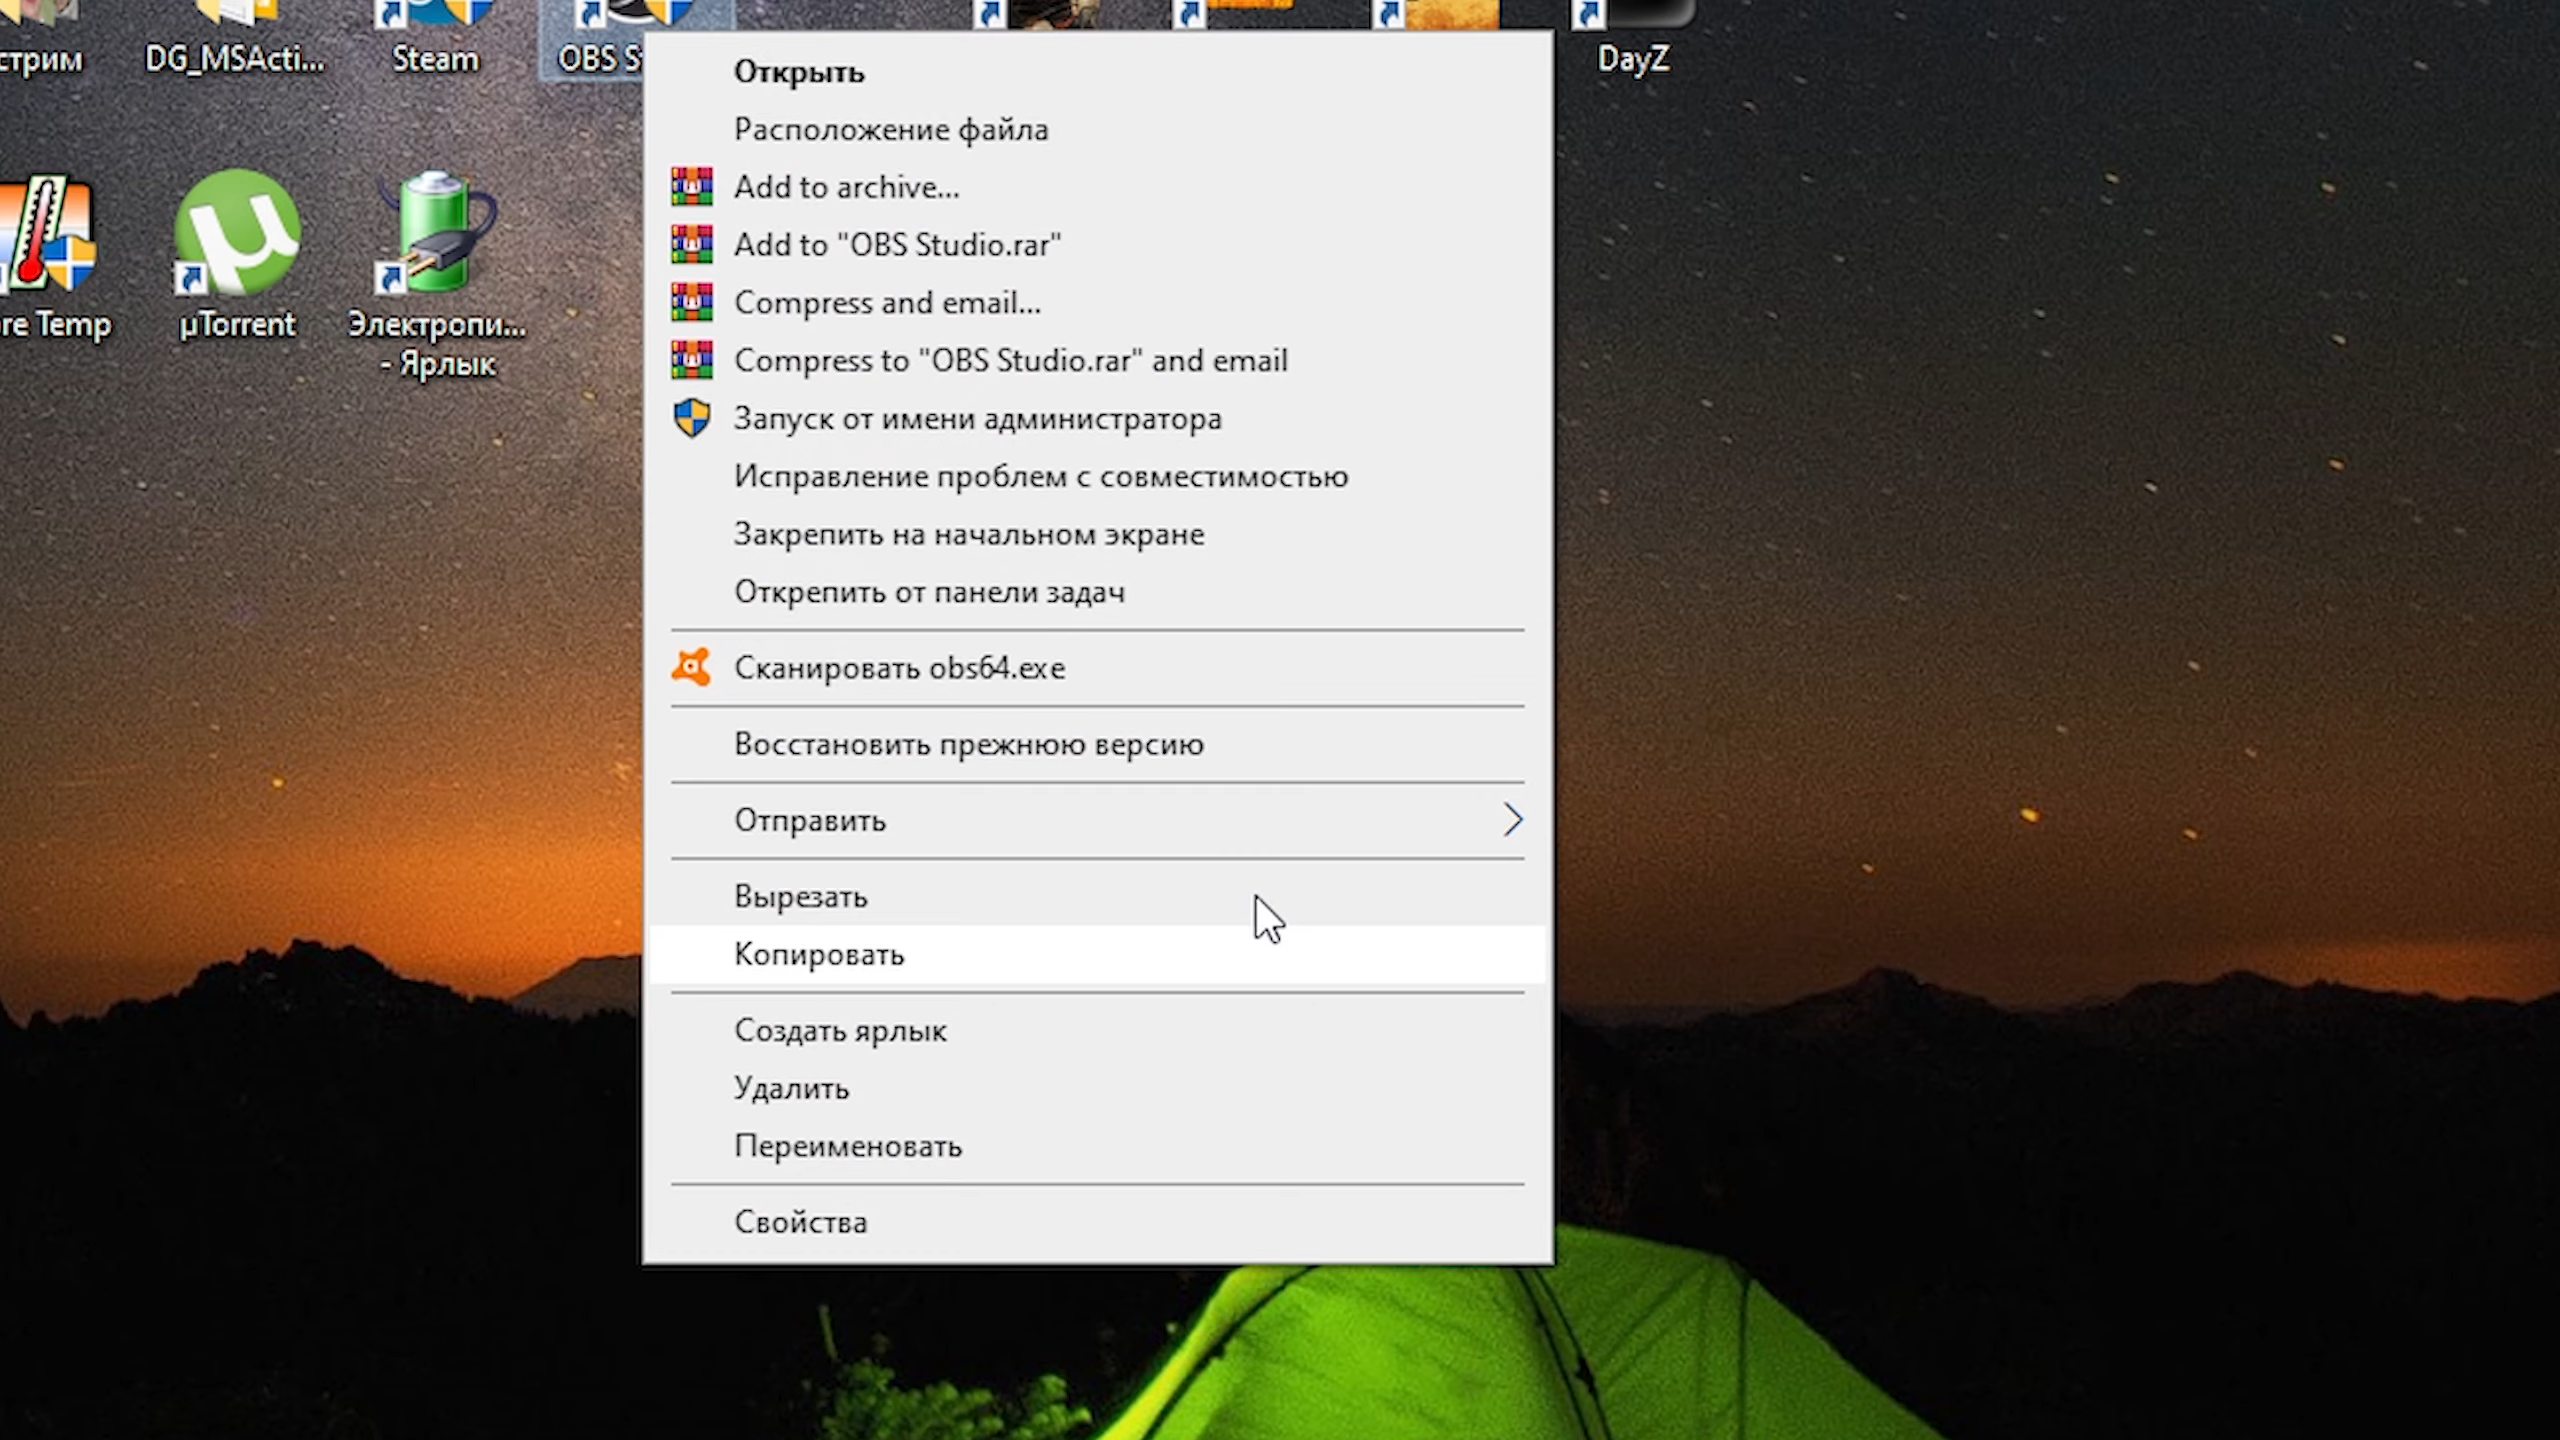 стрим
DG_MSActi...
Steam
OBS S
DayZ
re Temp
µTorrent
Электропи...
- Ярлык
Открыть
Расположение файла
Add to archive...
Add to "OBS Studio.rar"
Compress and email...
Compress to "OBS Studio.rar" and email
Запуск от имени администратора
Исправление проблем с совместимостью
Закрепить на начальном экране
Открепить от панели задач
Сканировать obs64.exe
Восстановить прежнюю версию
Отправить
Вырезать
Копировать
Создать ярлык
Удалить
Переименовать
Свойства